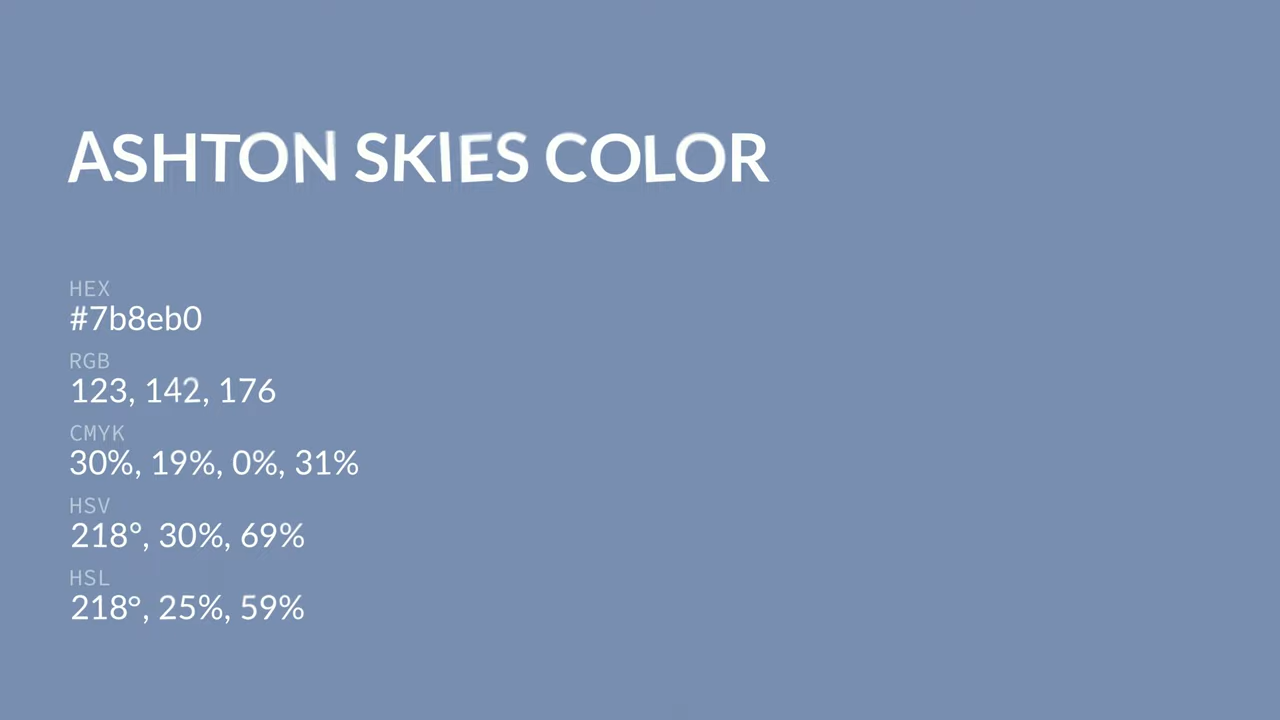 ASHTON SKIES COLOR
HEX
#7b8eb0
RGB
123, 142, 176
CMYK
30%, 19%, 0%, 31%
HSV
218°, 30%, 69%
HSL
218°, 25%, 59%